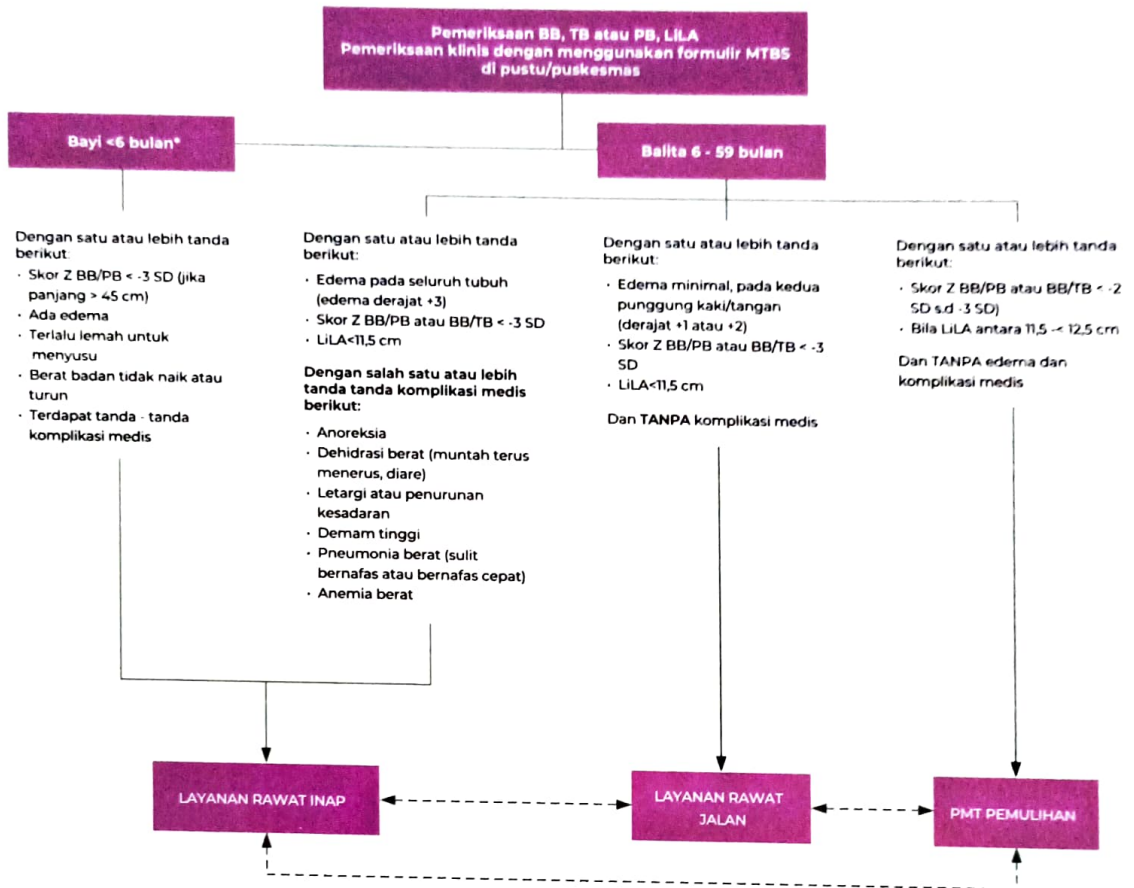 Pemeriksaan BB, TB atau PB, LiLA
Pemeriksaan klinis dengan menggunakan formulir MTBS
di pustu/puskesmas
Bayi <6 bulan*
Balita 6 - 59 bulan
Dengan satu atau lebih tanda
berikut:
· Skor Z BB/PB < -3 SD (jika
panjang > 45 cm)
· Ada edema
· Terlalu lemah untuk
menyusu
· Berat badan tidak naik atau
turun
· Terdapat tanda - tanda
komplikasi medis
Dengan satu atau lebih tanda
berikut:
· Edema pada seluruh tubuh
(edema derajat +3)
· Skor Z BB/PB atau BB/TB < -3 SD
· LiLA<11,5 cm
Dengan salah satu atau lebih
tanda tanda komplikasi medis
berikut:
· Anoreksia
· Dehidrasi berat (muntah terus
menerus, diare)
· Letargi atau penurunan
kesadaran
· Demam tinggi
· Pneumonia berat (sulit
bernafas atau bernafas cepat)
· Anemia berat
Dengan satu atau lebih tanda
berikut:
· Edema minimal, pada kedua
punggung kaki/tangan
(derajat +1 atau +2)
· Skor Z BB/PB atau BB/TB < -3
SD
· LiLA<11,5 cm
Dan TANPA komplikasi medis
Dengan satu atau lebih tanda
berikut:
· Skor Z BB/PB atau BB/TB < -2
SD s.d -3 SD)
· Bila LiLA antara 11,5 -< 12,5 cm
Dan TANPA edema dan
komplikasi medis
LAYANAN RAWAT INAP
LAYANAN RAWAT
JALAN
PMT PEMULIHAN